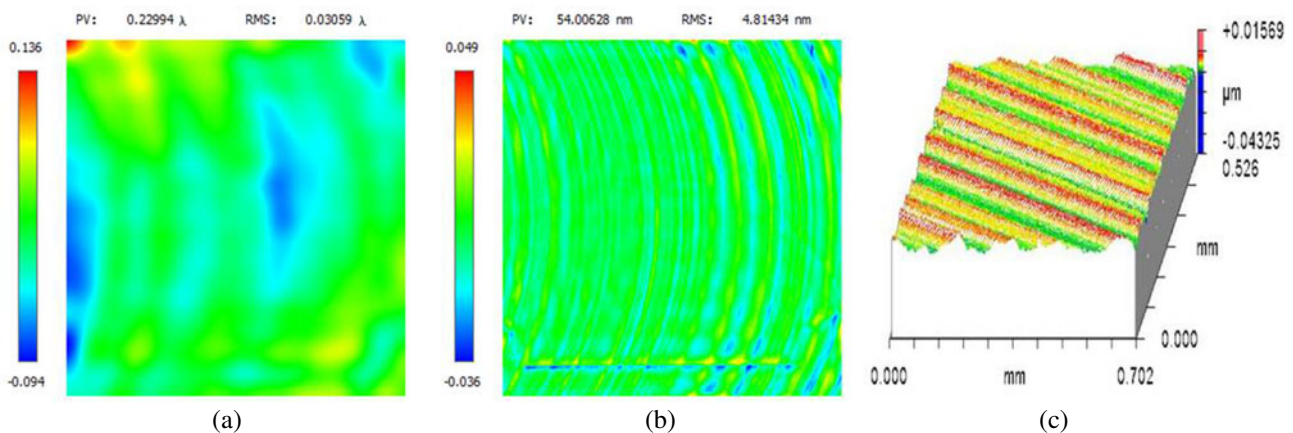 PV: 0.22994 λ RMS: 0.03059 λ
0.136
-0.094
(a)
PV: 54.00628 nm RMS: 4.81434 nm
0.049
-0.036
(b)
+0.01569
µm
-0.04325
0.526
mm
0.000
0.000 mm 0.702
(c)